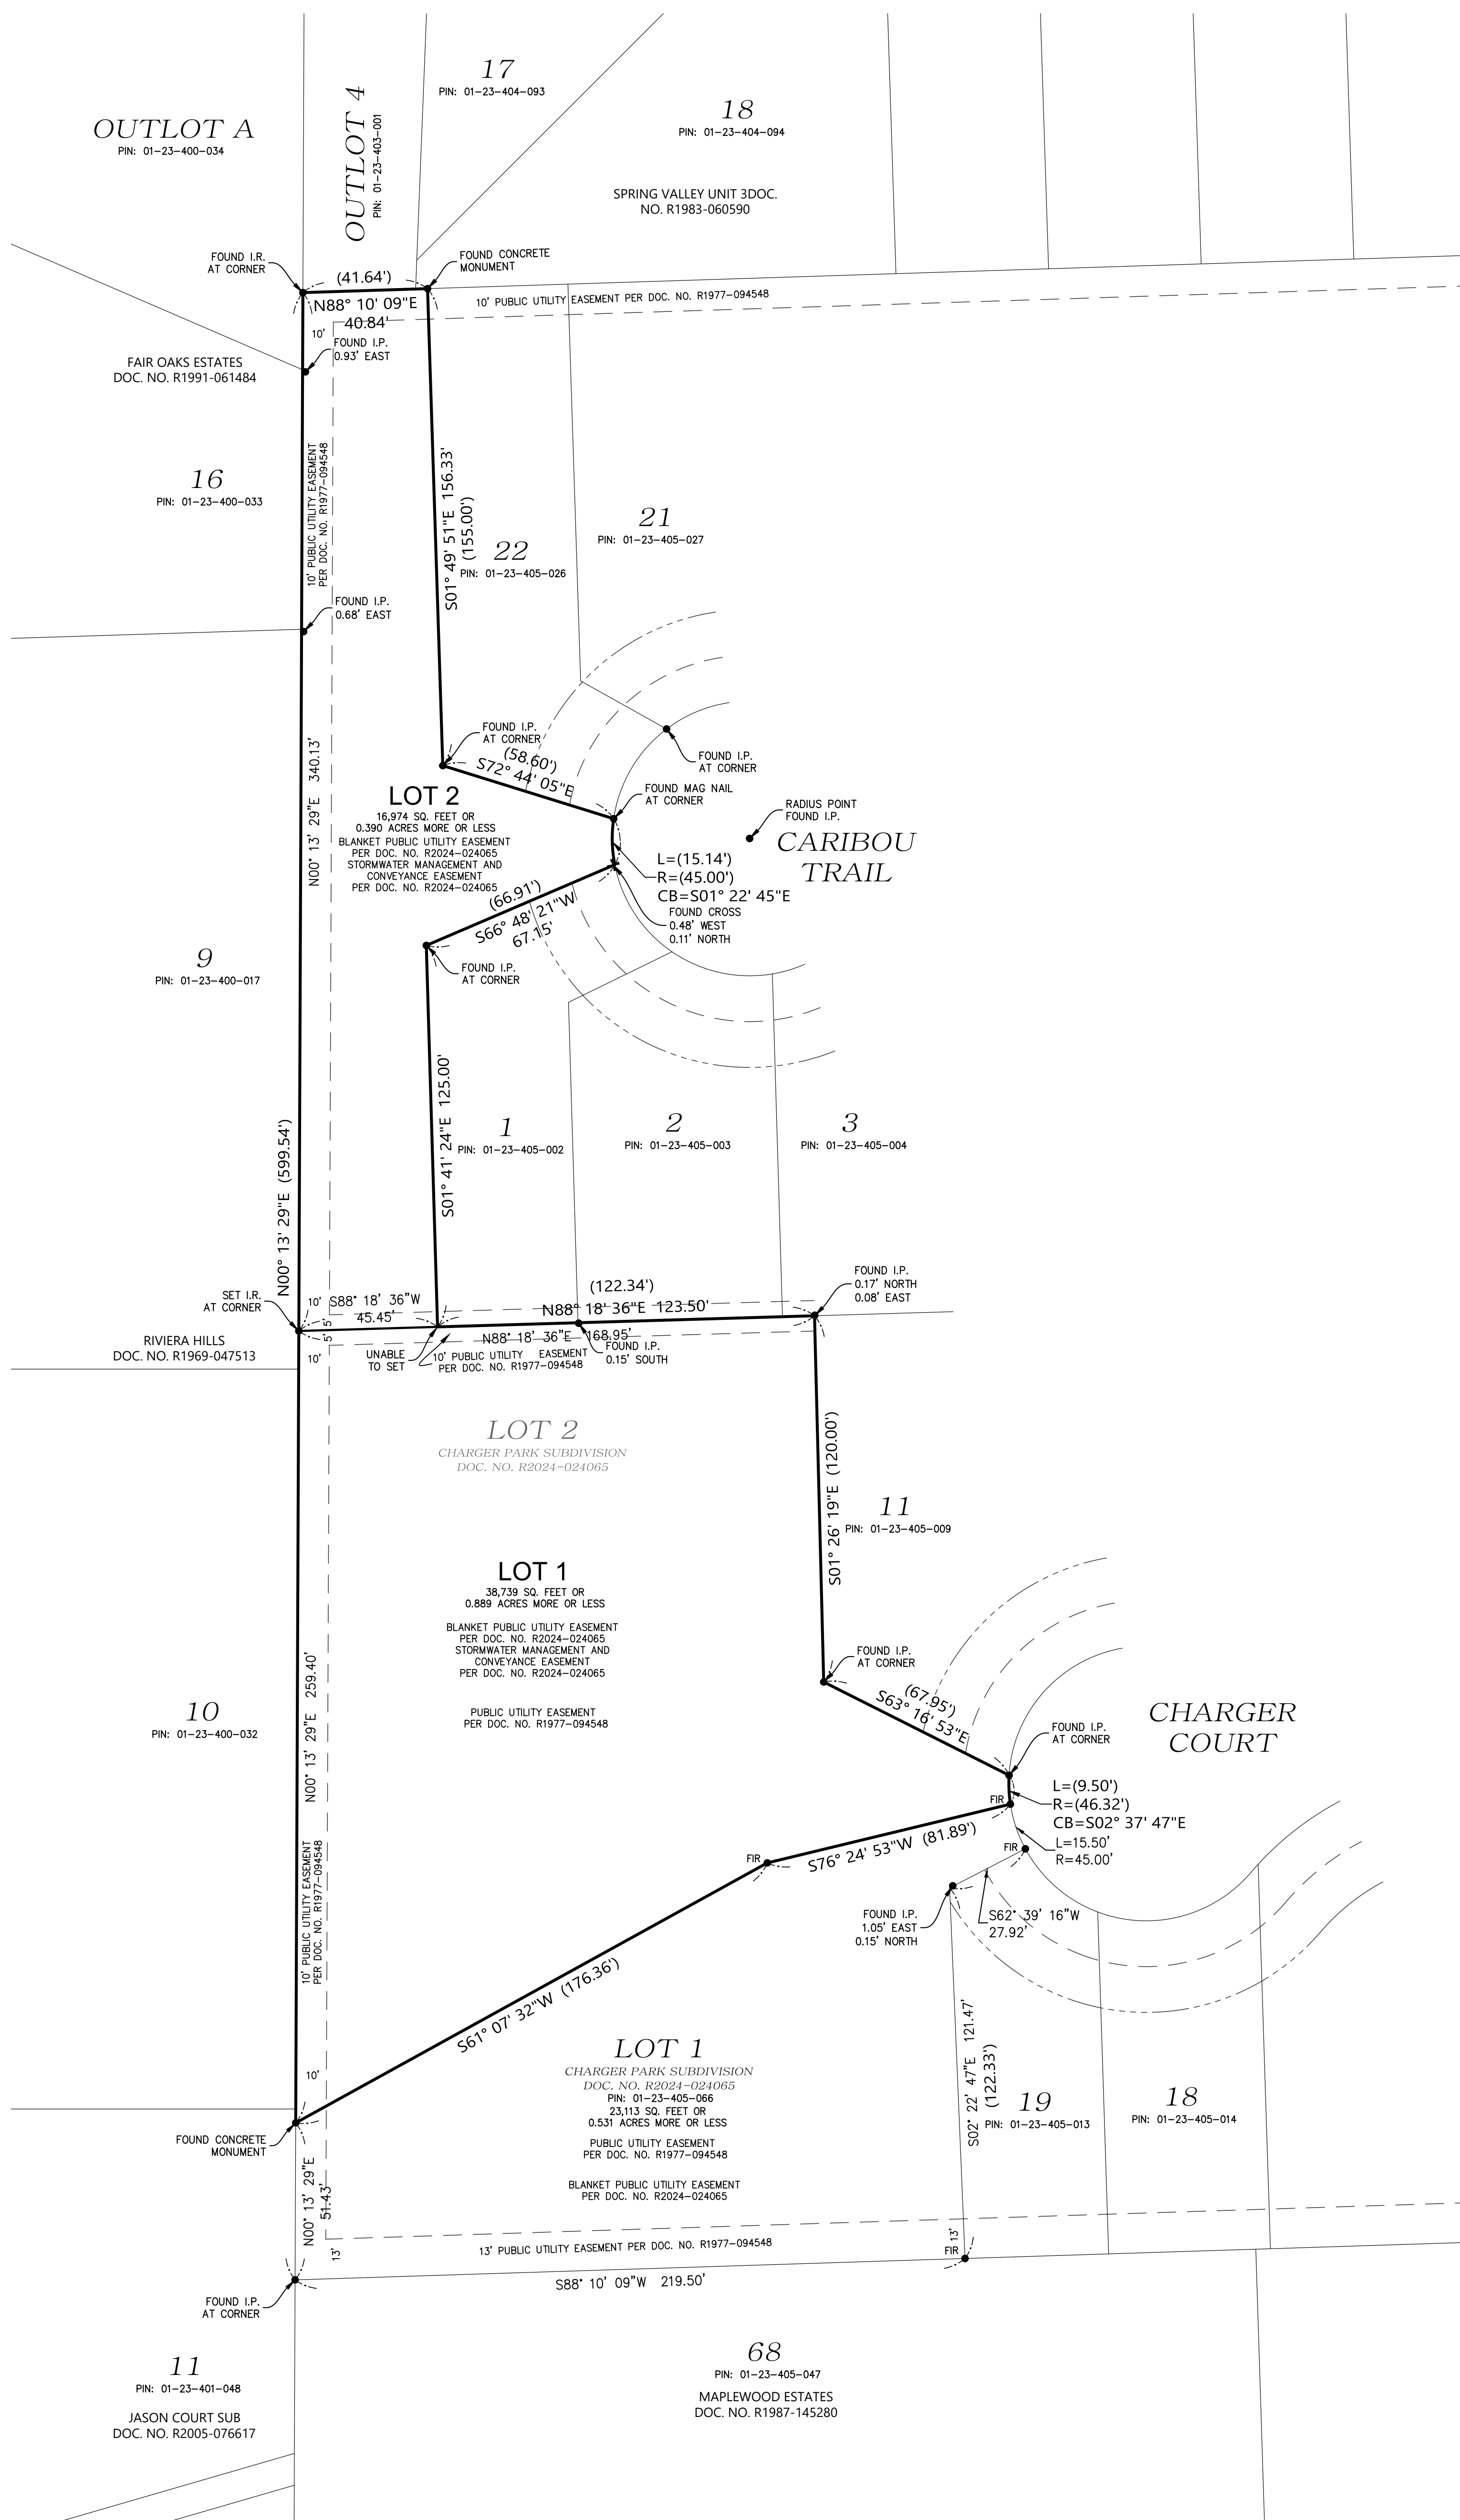 17
PIN: 01-23-404-093
OUTLOT 4
PIN: 01-23-403-001
18
PIN: 01-23-404-094
OUTLOT A
PIN: 01-23-400-034
SPRING VALLEY UNIT 3DOC.
NO. R1983-060590
FOUND I.R.
AT CORNER
(41.64')
FOUND CONCRETE
MONUMENT
N88° 10' 09"E
40.84'
10' PUBLIC UTILITY EASEMENT PER DOC. NO. R1977-094548
10'
FOUND I.P.
0.93' EAST
FAIR OAKS ESTATES
DOC. NO. R1991-061484
16
PIN: 01-23-400-033
10' PUBLIC UTILITY EASEMENT
PER DOC. NO. R1977-094548
S01° 49' 51"E 156.33'
(155.00')
22
PIN: 01-23-405-026
21
PIN: 01-23-405-027
FOUND I.P.
0.68' EAST
N00° 13' 29"E 340.13'
FOUND I.P.
AT CORNER
(58.60')
S72° 44' 05"E
FOUND I.P.
AT CORNER
FOUND MAG NAIL
AT CORNER
RADIUS POINT
FOUND I.P.
CARIBOU
TRAIL
LOT 2
16,974 SQ. FEET OR
0.390 ACRES MORE OR LESS
BLANKET PUBLIC UTILITY EASEMENT
PER DOC. NO. R2024-024065
STORMWATER MANAGEMENT AND
CONVEYANCE EASEMENT
PER DOC. NO. R2024-024065
L=(15.14')
R=(45.00')
CB=S01° 22' 45"E
FOUND CROSS
0.48' WEST
0.11' NORTH
(66.91')
S66° 48' 21"W
67.15'
FOUND I.P.
AT CORNER
9
PIN: 01-23-400-017
N00° 13' 29"E (599.54')
S01° 41' 24"E 125.00'
1
PIN: 01-23-405-002
2
PIN: 01-23-405-003
3
PIN: 01-23-405-004
SET I.R.
AT CORNER
10'
S88° 18' 36"W
45.45'
5'
5'
10'
(122.34')
N88° 18' 36"E 123.50'
N88° 18' 36"E 168.95'
FOUND I.P.
0.17' NORTH
0.08' EAST
RIVIERA HILLS
DOC. NO. R1969-047513
UNABLE
TO SET
10' PUBLIC UTILITY EASEMENT
PER DOC. NO. R1977-094548
FOUND I.P.
0.15' SOUTH
LOT 2
CHARGER PARK SUBDIVISION
DOC. NO. R2024-024065
S01° 26' 19"E (120.00')
11
PIN: 01-23-405-009
LOT 1
38,739 SQ. FEET OR
0.889 ACRES MORE OR LESS
BLANKET PUBLIC UTILITY EASEMENT
PER DOC. NO. R2024-024065
STORMWATER MANAGEMENT AND
CONVEYANCE EASEMENT
PER DOC. NO. R2024-024065
PUBLIC UTILITY EASEMENT
PER DOC. NO. R1977-094548
FOUND I.P.
AT CORNER
(67.95')
S63° 16' 53"E
10
PIN: 01-23-400-032
N00° 13' 29"E 259.40'
CHARGER
COURT
FOUND I.P.
AT CORNER
L=(9.50')
R=(46.32')
CB=S02° 37' 47"E
FIR
L=15.50'
R=45.00'
FIR
S76° 24' 53"W (81.89')
FIR
10' PUBLIC UTILITY EASEMENT
PER DOC. NO. R1977-094548
FOUND I.P.
1.05' EAST
0.15' NORTH
S62° 39' 16"W
27.92'
S61° 07' 32"W (176.36')
LOT 1
CHARGER PARK SUBDIVISION
DOC. NO. R2024-024065
PIN: 01-23-405-066
23,113 SQ. FEET OR
0.531 ACRES MORE OR LESS
PUBLIC UTILITY EASEMENT
PER DOC. NO. R1977-094548
BLANKET PUBLIC UTILITY EASEMENT
PER DOC. NO. R2024-024065
S02° 22' 47"E 121.47'
(122.33')
19
PIN: 01-23-405-013
18
PIN: 01-23-405-014
10'
FOUND CONCRETE
MONUMENT
N00° 13' 29"E
51.43'
13'
13' PUBLIC UTILITY EASEMENT PER DOC. NO. R1977-094548
13'
FIR
S88° 10' 09"W 219.50'
FOUND I.P.
AT CORNER
11
PIN: 01-23-401-048
JASON COURT SUB
DOC. NO. R2005-076617
68
PIN: 01-23-405-047
MAPLEWOOD ESTATES
DOC. NO. R1987-145280